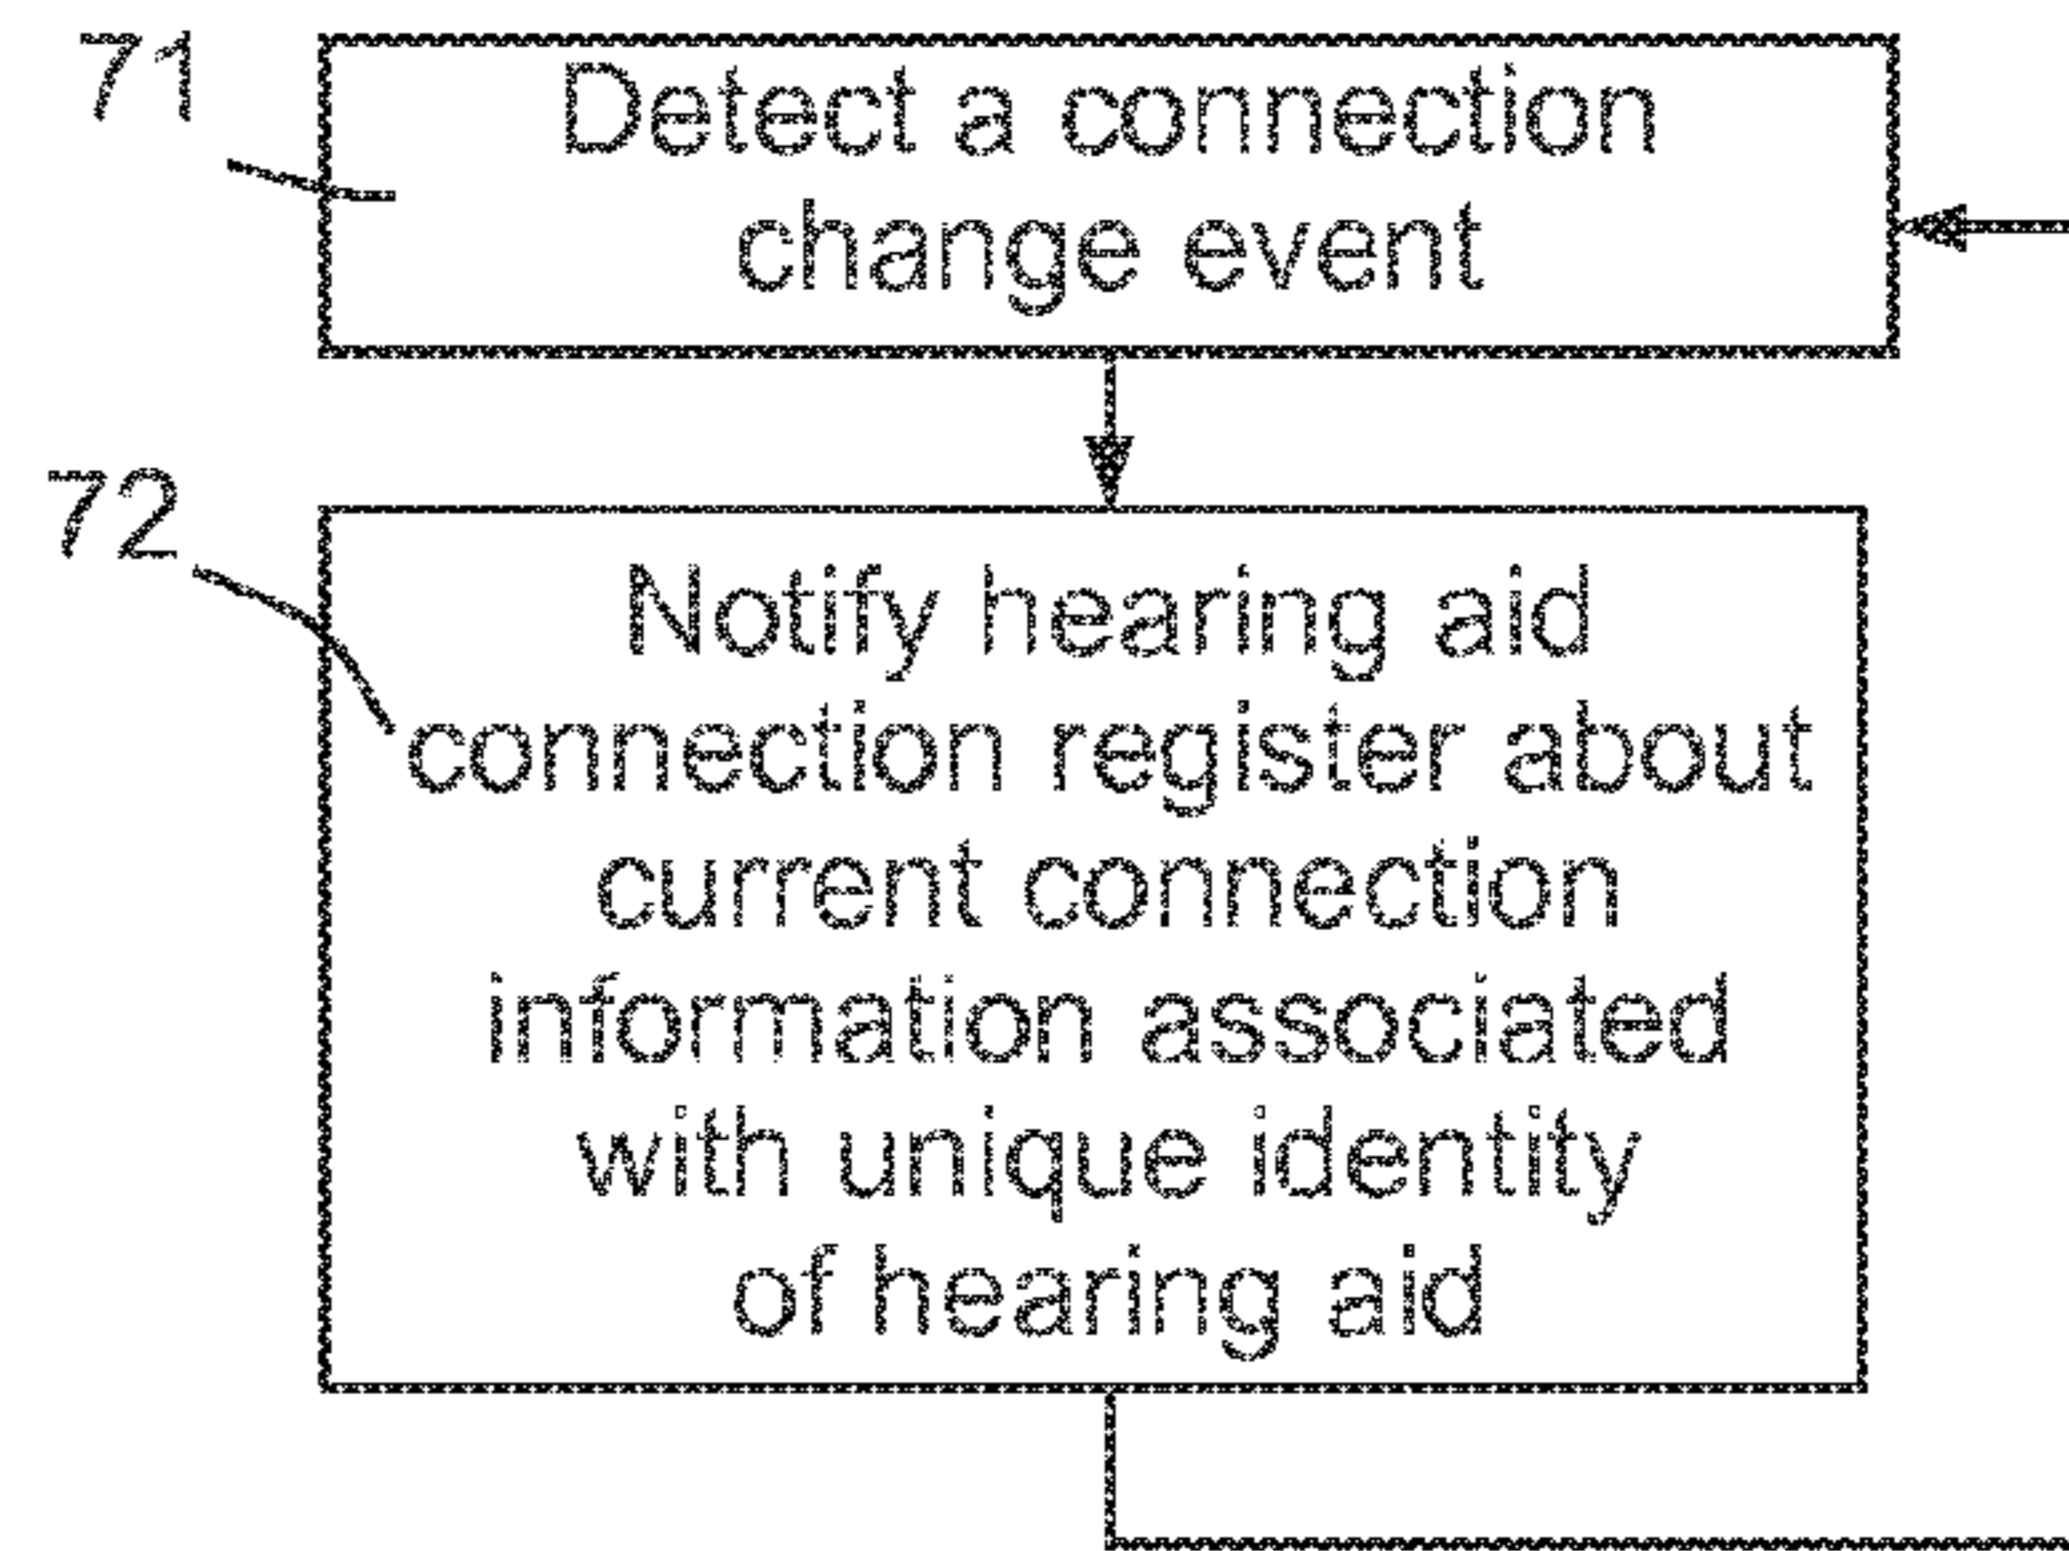 71
Detect a connection
change event
72
Notify hearing aid
connection register about
current connection
information associated
with unique identity
of hearing aid